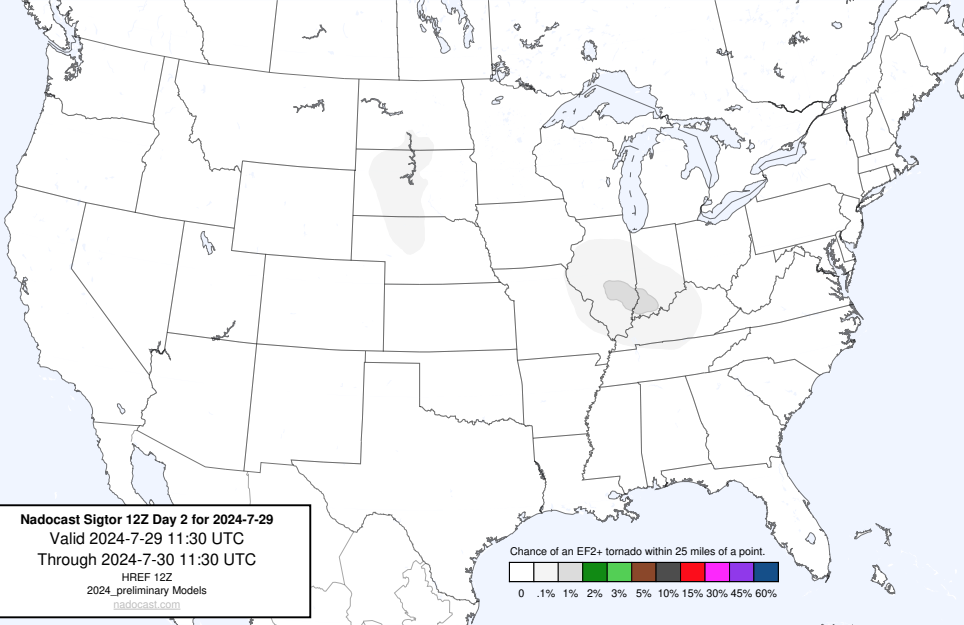 Nadocast Sigtor 12Z Day 2 for 2024-7-29
Valid 2024-7-29 11:30 UTC
Through 2024-7-30 11:30 UTC
HREF 12Z
2024_preliminary Models
nadocast.com
Chance of an EF2+ tornado within 25 miles of a point.
0 .1% 1% 2% 3% 5% 10% 15% 30% 45% 60%